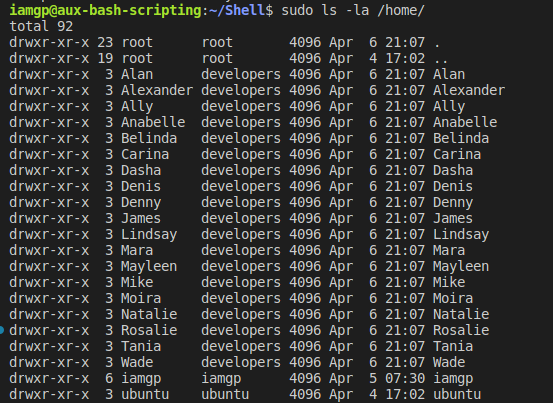 iamgp@aux-bash-scripting:~/Shell$ sudo ls -la /home/
total 92
drwxr-xr-x 23 root      root       4096 Apr  6 21:07 .
drwxr-xr-x 19 root      root       4096 Apr  4 17:02 ..
drwxr-xr-x  3 Alan      developers 4096 Apr  6 21:07 Alan
drwxr-xr-x  3 Alexander developers 4096 Apr  6 21:07 Alexander
drwxr-xr-x  3 Ally      developers 4096 Apr  6 21:07 Ally
drwxr-xr-x  3 Anabelle  developers 4096 Apr  6 21:07 Anabelle
drwxr-xr-x  3 Belinda   developers 4096 Apr  6 21:07 Belinda
drwxr-xr-x  3 Carina    developers 4096 Apr  6 21:07 Carina
drwxr-xr-x  3 Dasha     developers 4096 Apr  6 21:07 Dasha
drwxr-xr-x  3 Denis     developers 4096 Apr  6 21:07 Denis
drwxr-xr-x  3 Denny     developers 4096 Apr  6 21:07 Denny
drwxr-xr-x  3 James     developers 4096 Apr  6 21:07 James
drwxr-xr-x  3 Lindsay   developers 4096 Apr  6 21:07 Lindsay
drwxr-xr-x  3 Mara      developers 4096 Apr  6 21:07 Mara
drwxr-xr-x  3 Mayleen   developers 4096 Apr  6 21:07 Mayleen
drwxr-xr-x  3 Mike      developers 4096 Apr  6 21:07 Mike
drwxr-xr-x  3 Moira     developers 4096 Apr  6 21:07 Moira
drwxr-xr-x  3 Natalie   developers 4096 Apr  6 21:07 Natalie
drwxr-xr-x  3 Rosalie   developers 4096 Apr  6 21:07 Rosalie
drwxr-xr-x  3 Tania     developers 4096 Apr  6 21:07 Tania
drwxr-xr-x  3 Wade      developers 4096 Apr  6 21:07 Wade
drwxr-xr-x  6 iamgp     iamgp      4096 Apr  5 07:30 iamgp
drwxr-xr-x  3 ubuntu    ubuntu     4096 Apr  4 17:02 ubuntu